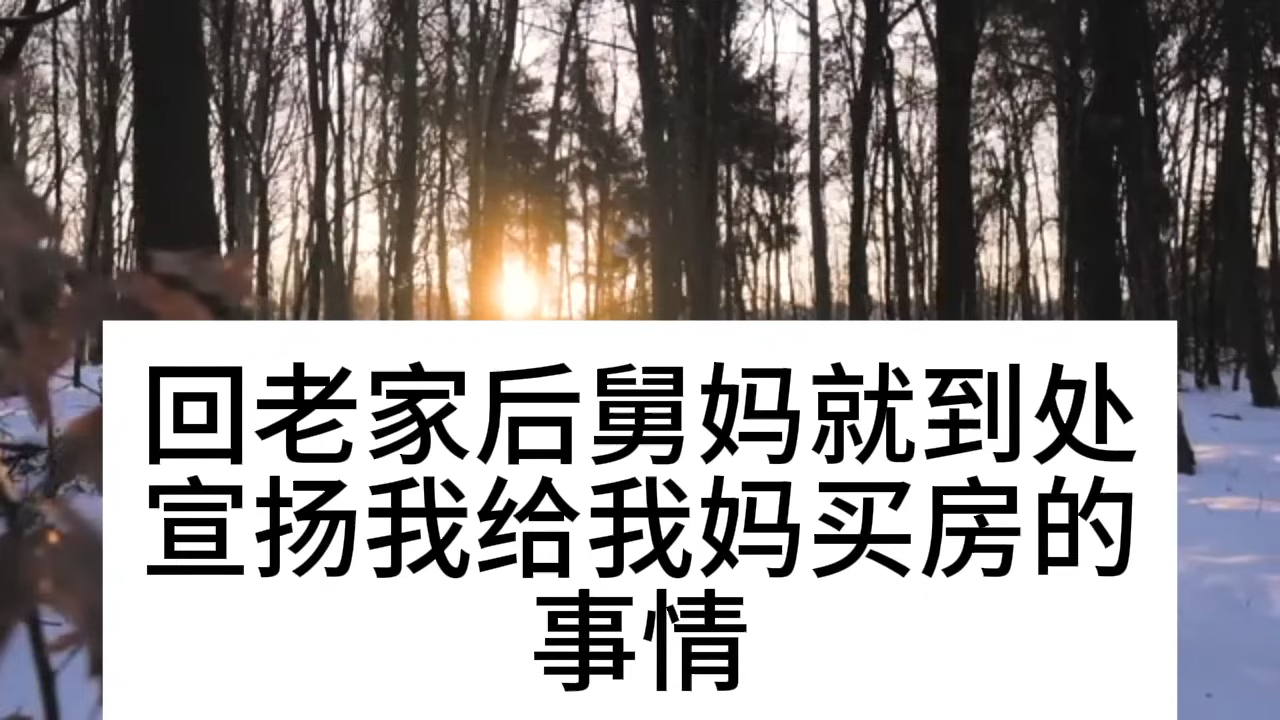 回老家后舅妈就到处
宣扬我给我妈买房的
事情